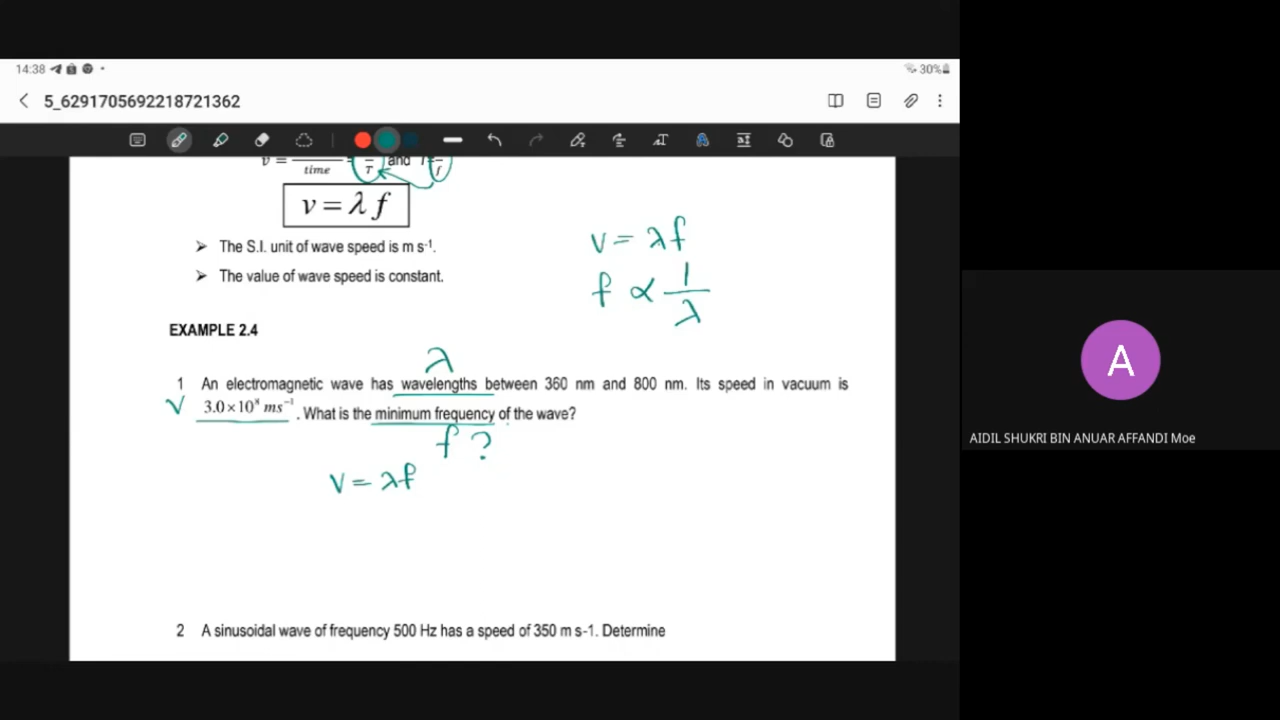 14:38
30%
5_6291705692218721362
v =
time
T
and
v = λ f
➢ The S.I. unit of wave speed is m s⁻¹.
➢ The value of wave speed is constant.
v = λf
f ∝ 1/λ
EXAMPLE 2.4
λ
1 An electromagnetic wave has wavelengths between 360 nm and 800 nm. Its speed in vacuum is
v 3.0×10⁸ ms⁻¹. What is the minimum frequency of the wave?
f ?
v = λf
2 A sinusoidal wave of frequency 500 Hz has a speed of 350 m s-1. Determine
A
AIDIL SHUKRI BIN ANUAR AFFANDI Moe